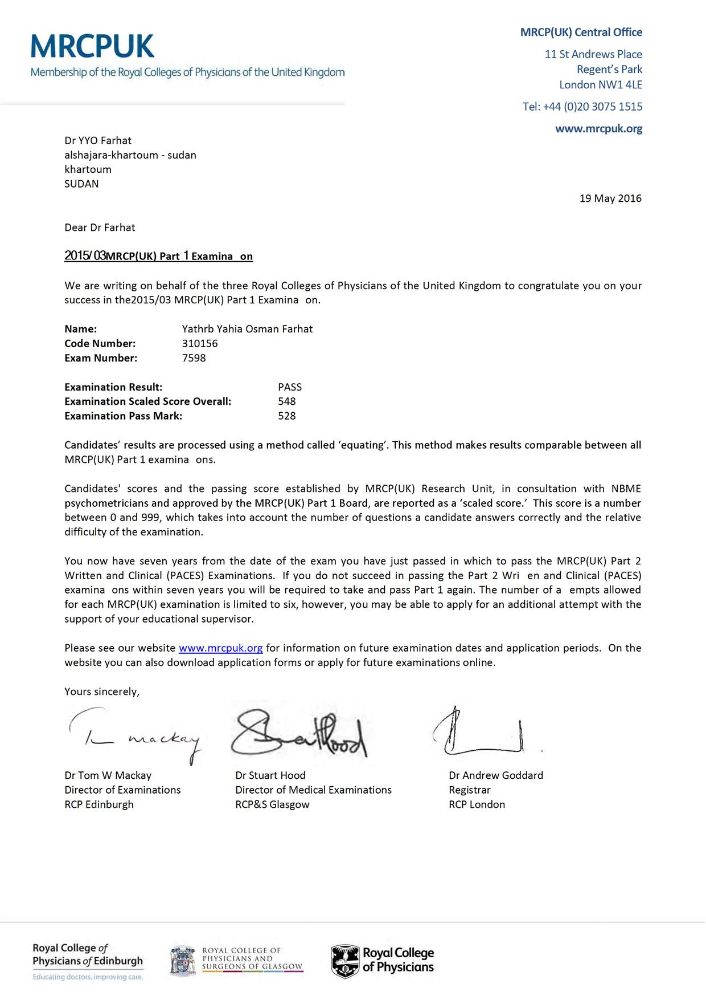 MRCPUK
Membership of the Royal Colleges of Physicians of the United Kingdom
MRCP(UK) Central Office
11 St Andrews Place
Regent's Park
London NW1 4LE
Tel: +44 (0)20 3075 1515
www.mrcpuk.org
Dr YYO Farhat
alshajara-khartoum - sudan
khartoum
SUDAN
19 May 2016
Dear Dr Farhat
2015/03MRCP(UK) Part 1 Examina on
We are writing on behalf of the three Royal Colleges of Physicians of the United Kingdom to congratulate you on your
success in the2015/03 MRCP(UK) Part 1 Examina on.
Name: Yathrb Yahia Osman Farhat
Code Number: 310156
Exam Number: 7598
Examination Result: PASS
Examination Scaled Score Overall: 548
Examination Pass Mark: 528
Candidates’ results are processed using a method called ‘equating’. This method makes results comparable between all
MRCP(UK) Part 1 examina ons.
Candidates' scores and the passing score established by MRCP(UK) Research Unit, in consultation with NBME
psychometricians and approved by the MRCP(UK) Part 1 Board, are reported as a ‘scaled score.’ This score is a number
between 0 and 999, which takes into account the number of questions a candidate answers correctly and the relative
difficulty of the examination.
You now have seven years from the date of the exam you have just passed in which to pass the MRCP(UK) Part 2
Written and Clinical (PACES) Examinations. If you do not succeed in passing the Part 2 Wri en and Clinical (PACES)
examina ons within seven years you will be required to take and pass Part 1 again. The number of a empts allowed
for each MRCP(UK) examination is limited to six, however, you may be able to apply for an additional attempt with the
support of your educational supervisor.
Please see our website www.mrcpuk.org for information on future examination dates and application periods. On the
website you can also download application forms or apply for future examinations online.
Yours sincerely,
mackay
Hood
Dr Tom W Mackay Dr Stuart Hood Dr Andrew Goddard
Director of Examinations Director of Medical Examinations Registrar
RCP Edinburgh RCP&S Glasgow RCP London
Royal College of
Physicians of Edinburgh
Educating doctors, improving care.
ROYAL COLLEGE OF
PHYSICIANS AND
SURGEONS OF GLASGOW
Royal College
of Physicians